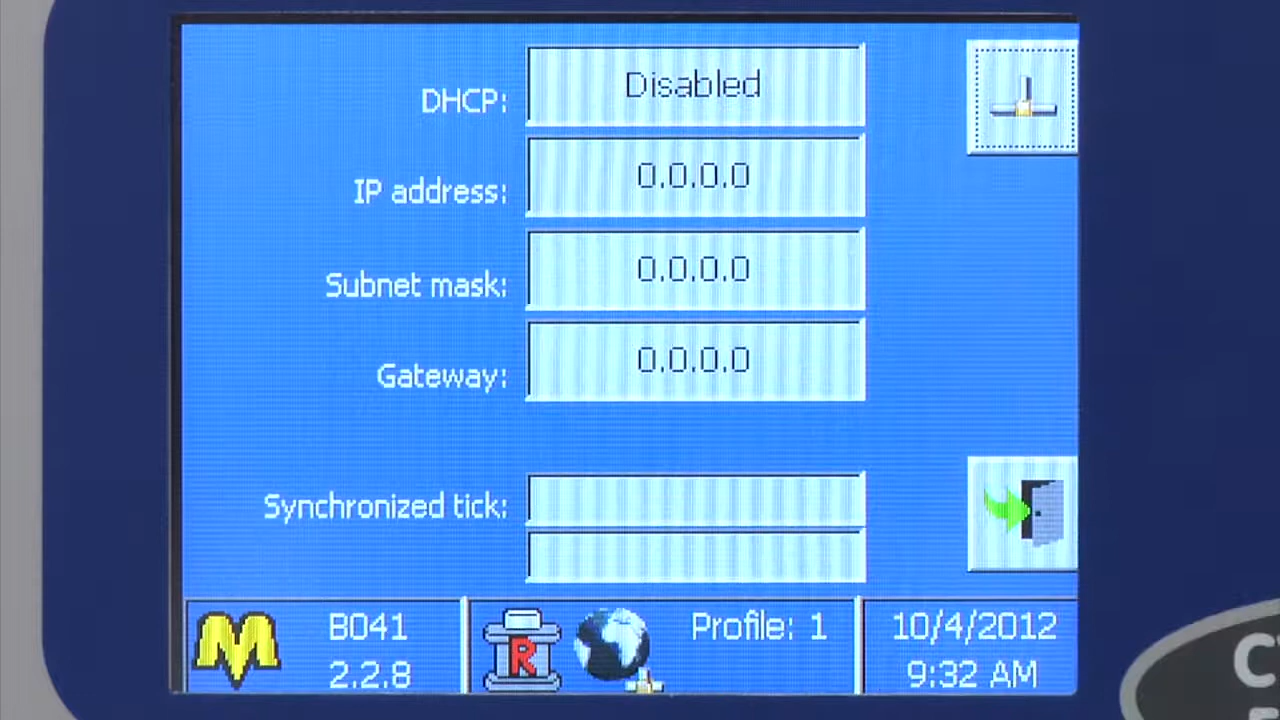 DHCP: Disabled
IP address: 0.0.0.0
Subnet mask: 0.0.0.0
Gateway: 0.0.0.0
Synchronized tick:
B041
2.2.8
R
Profile: 1
10/4/2012
9:32 AM